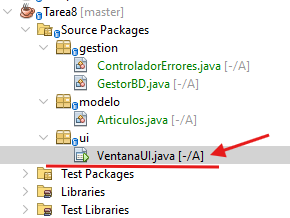 Tarea8 [master]
Source Packages
gestion
ControladorErrores.java [-/A]
GestorBD.java [-/A]
modelo
Articulos.java [-/A]
ui
VentanaUI.java [-/A]
Test Packages
Libraries
Test Libraries